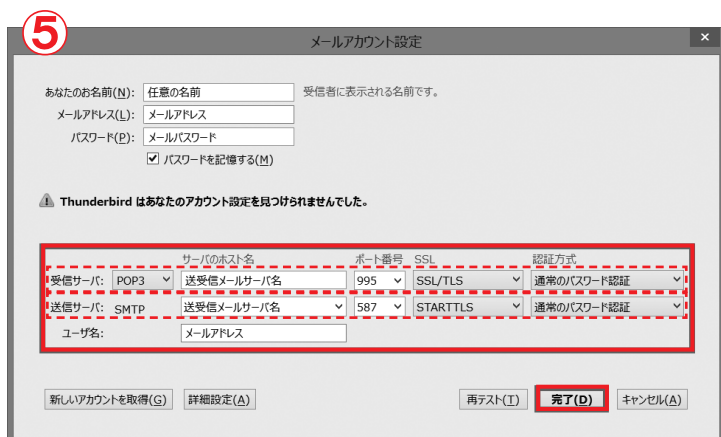 ⑤
メールアカウント設定 ×
あなたのお名前(N): 任意の名前 受信者に表示される名前です。
メールアドレス(L): メールアドレス
パスワード(P): メールパスワード
パスワードを記憶する(M)
Thunderbird はあなたのアカウント設定を見つけられませんでした。
サーバのホスト名 ポート番号 SSL 認証方式
受信サーバ: POP3 送受信メールサーバ名 995 SSL/TLS 通常のパスワード認証
送信サーバ: SMTP 送受信メールサーバ名 587 STARTTLS 通常のパスワード認証
ユーザ名: メールアドレス
新しいアカウントを取得(G) 詳細設定(A) 再テスト(T) 完了(D) キャンセル(A)